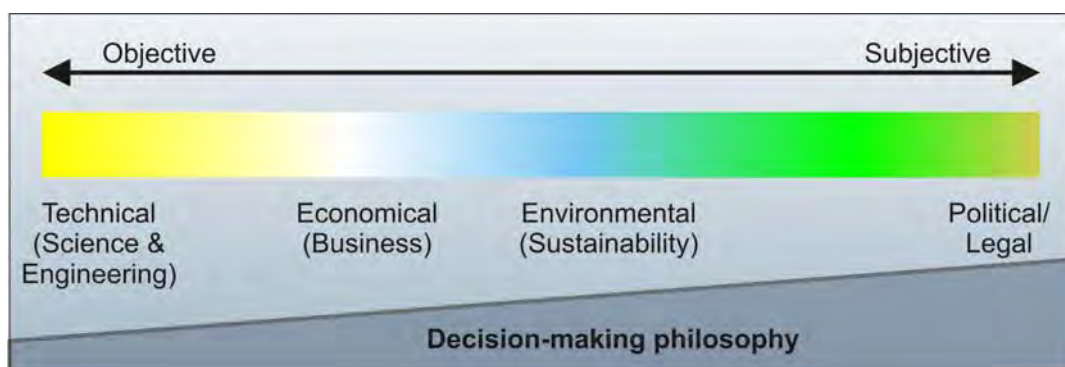 Objective
Subjective
Technical
(Science &
Engineering)
Economical
(Business)
Environmental
(Sustainability)
Political/
Legal
Decision-making philosophy